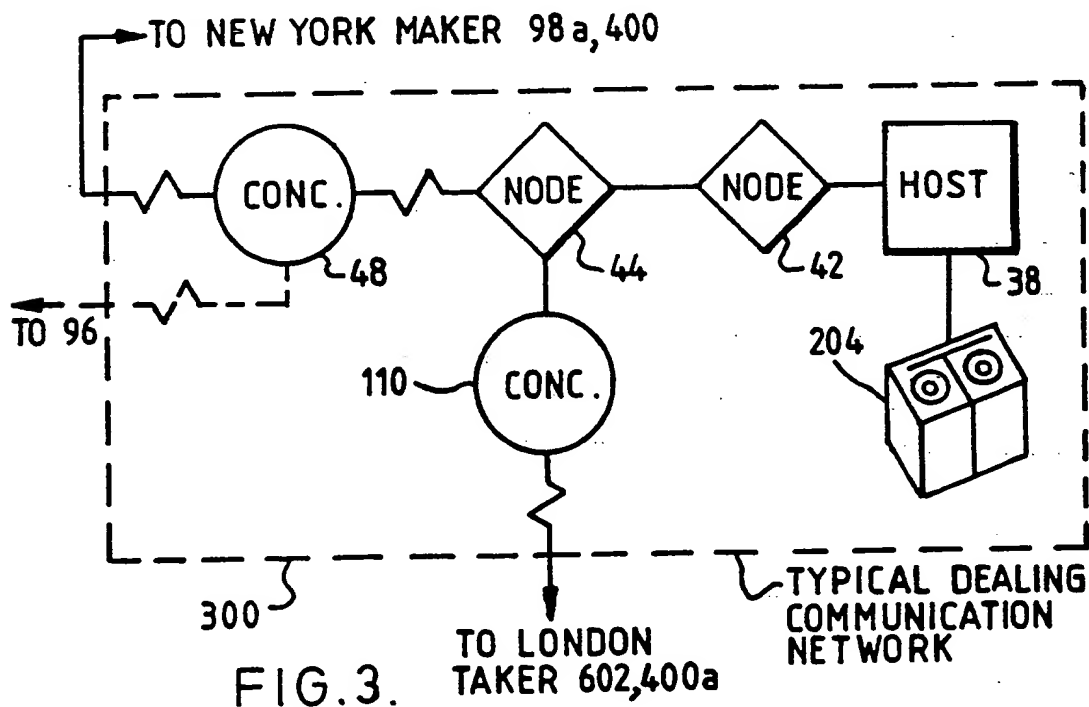 TO NEW YORK MAKER 98a,400
CONC.
NODE
NODE
HOST
48
44
42
38
TO 96
204
110
CONC.
300
TYPICAL DEALING
COMMUNICATION
NETWORK
TO LONDON
TAKER 602,400a
FIG.3.